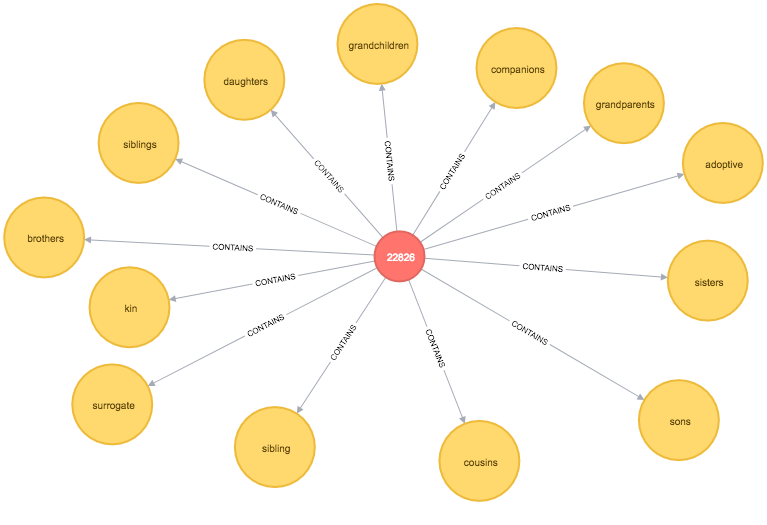 grandchildren
companions
daughters
grandparents
siblings
adoptive
CONTAINS
CONTAINS
CONTAINS
CONTAINS
CONTAINS
CONTAINS
brothers
CONTAINS
22826
CONTAINS
sisters
CONTAINS
kin
CONTAINS
CONTAINS
CONTAINS
CONTAINS
surrogate
sons
sibling
cousins